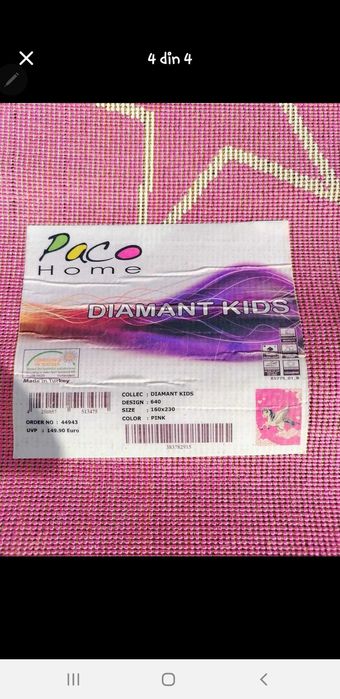 4 din 4
Paco
Home
DIAMANT KIDS
Made in Turkey
COLLEC : DIAMANT KIDS
DESIGN : 640
SIZE : 160x230
COLOR : PINK
ORDER NO : 44943
UVP : 149.90 Euro
383782915